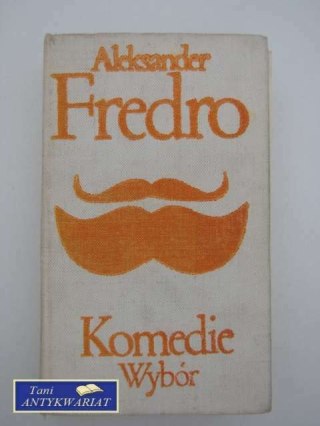 Aleksander
Fredro
Komedie
Wybór
Tani
ANTYKWARIAT